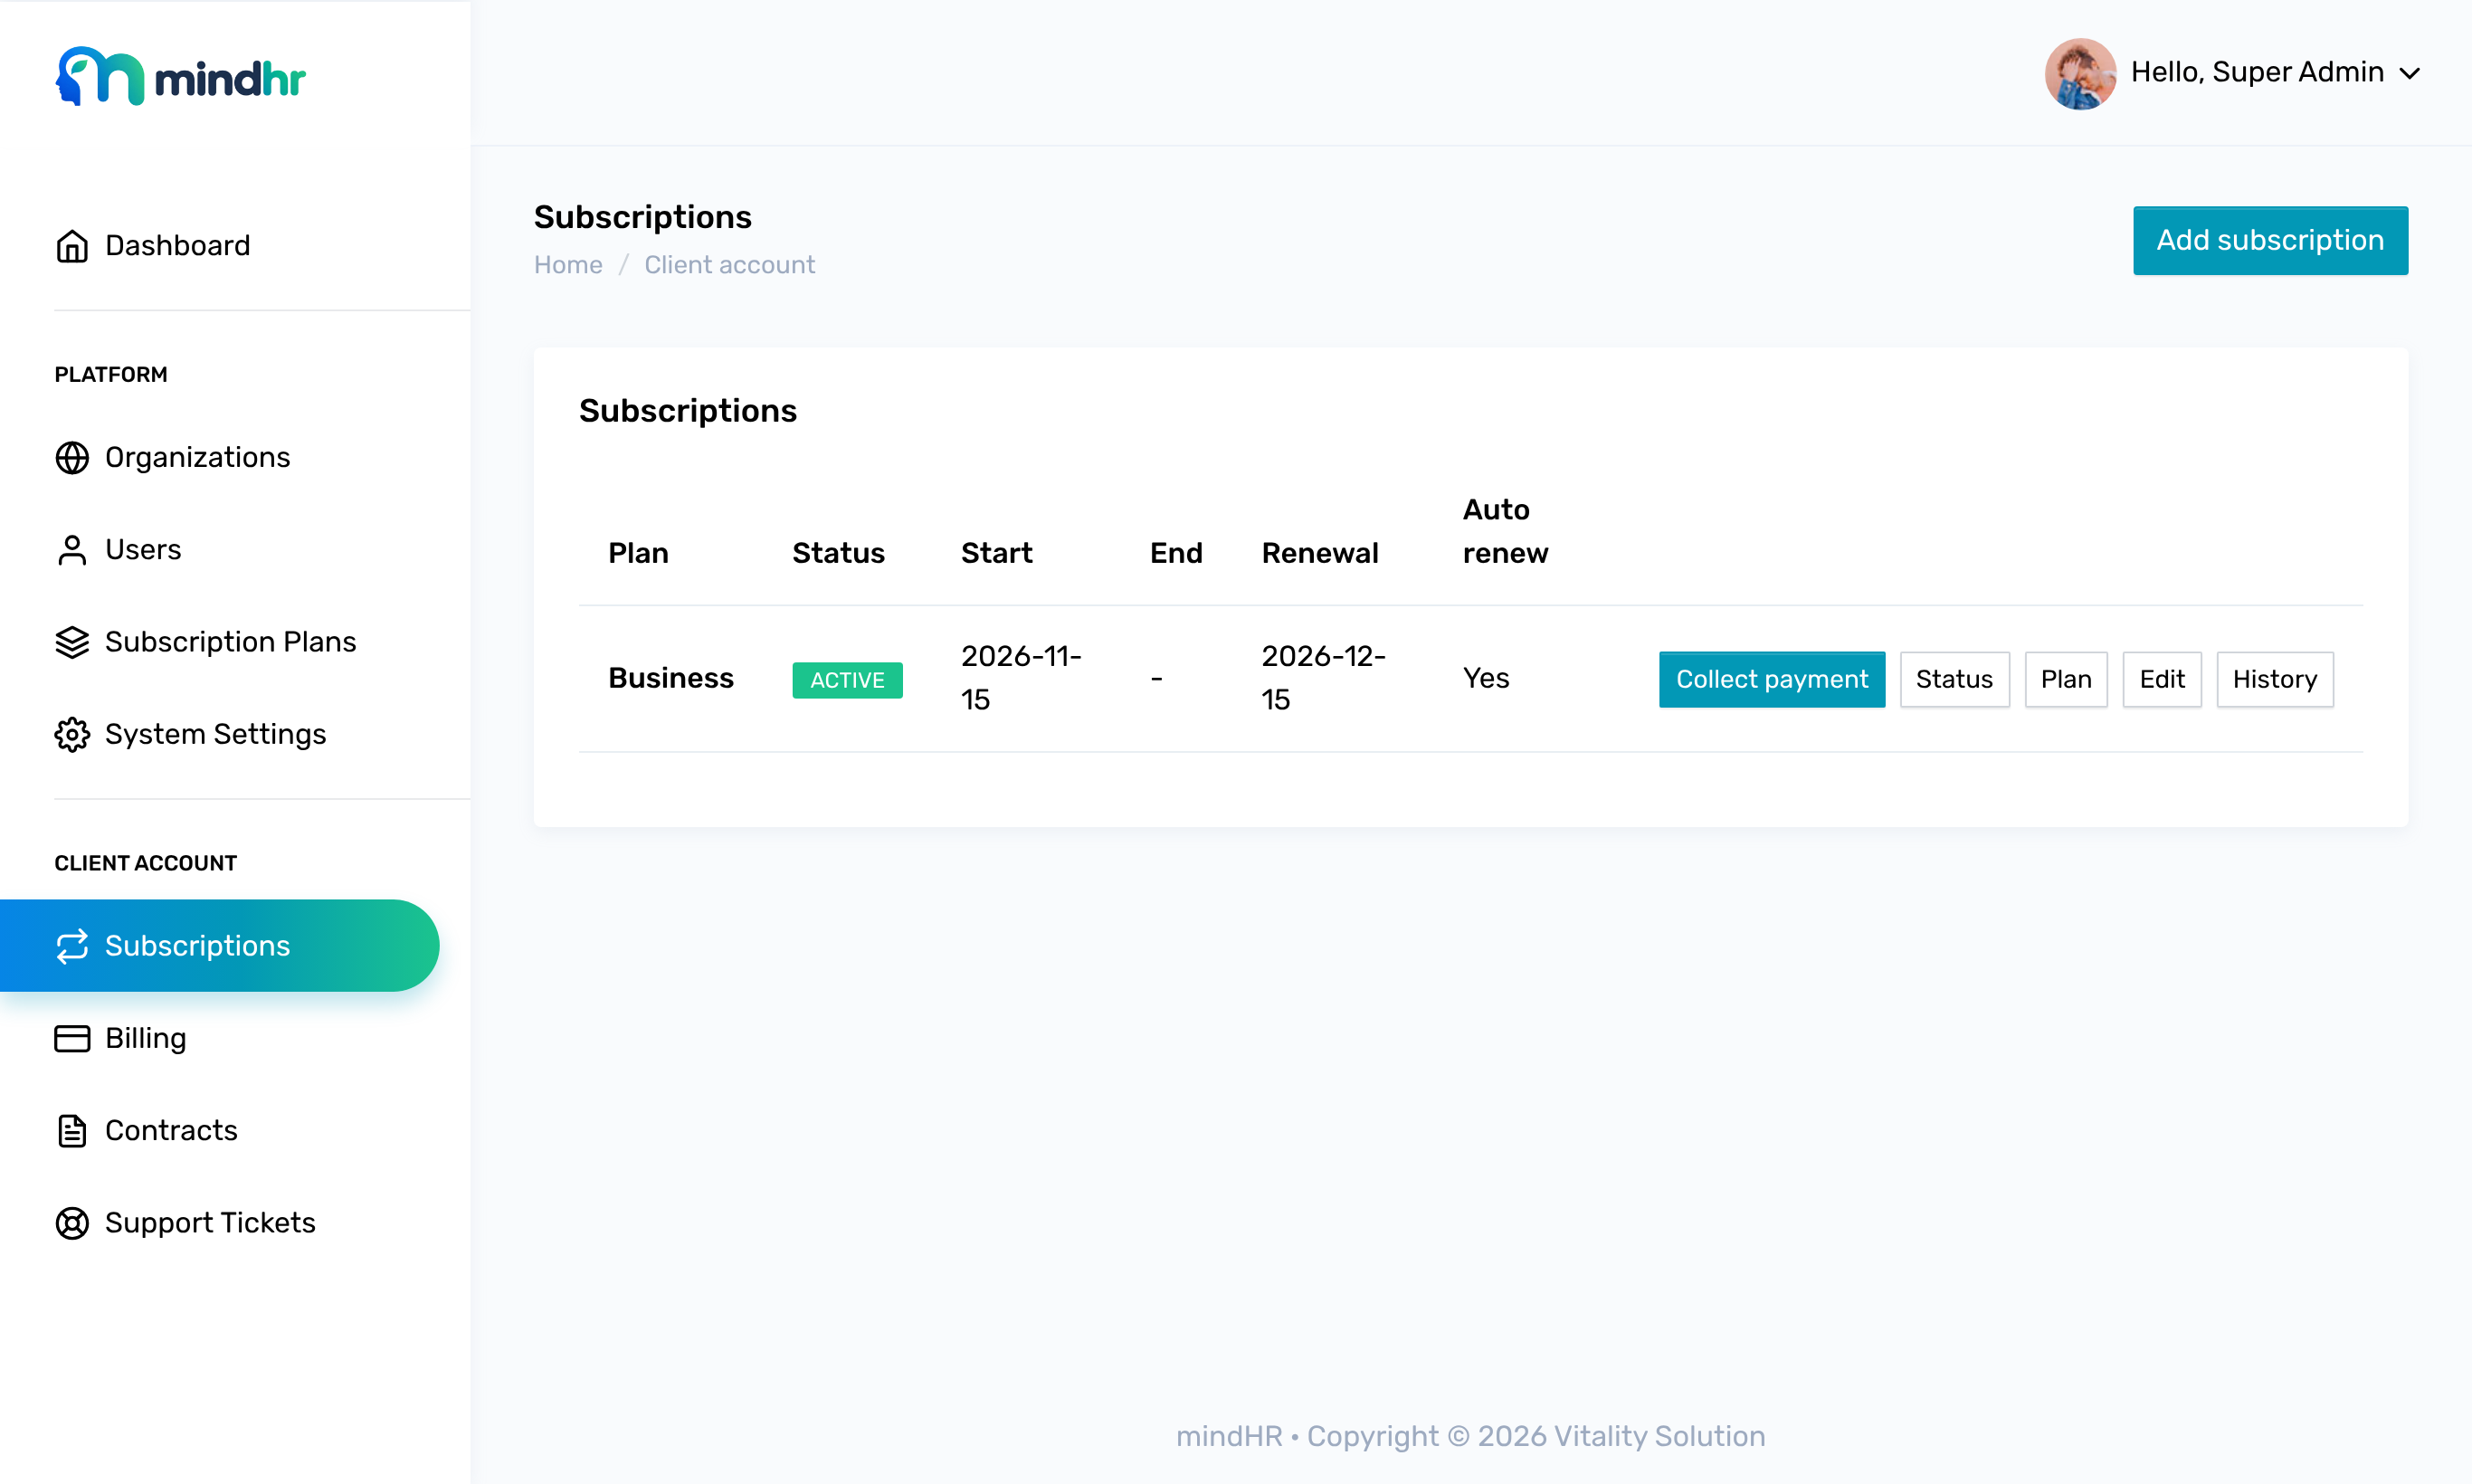 mindhr
Hello, Super Admin
Dashboard
PLATFORM
Organizations
Users
Subscription Plans
System Settings
CLIENT ACCOUNT
Subscriptions
Billing
Contracts
Support Tickets
Subscriptions
Home / Client account
Add subscription
Subscriptions
Plan Status Start End Renewal Auto renew
Business ACTIVE 2026-11-15 - 2026-12-15 Yes Collect payment Status Plan Edit History
mindHR • Copyright © 2026 Vitality Solution